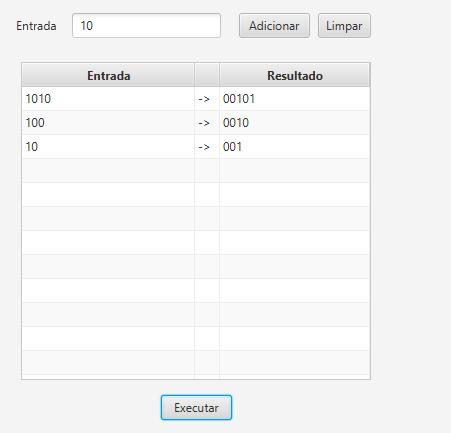 Entrada 10 Adicionar Limpar
Entrada Resultado
1010 -> 00101
100 -> 0010
10 -> 001
Executar